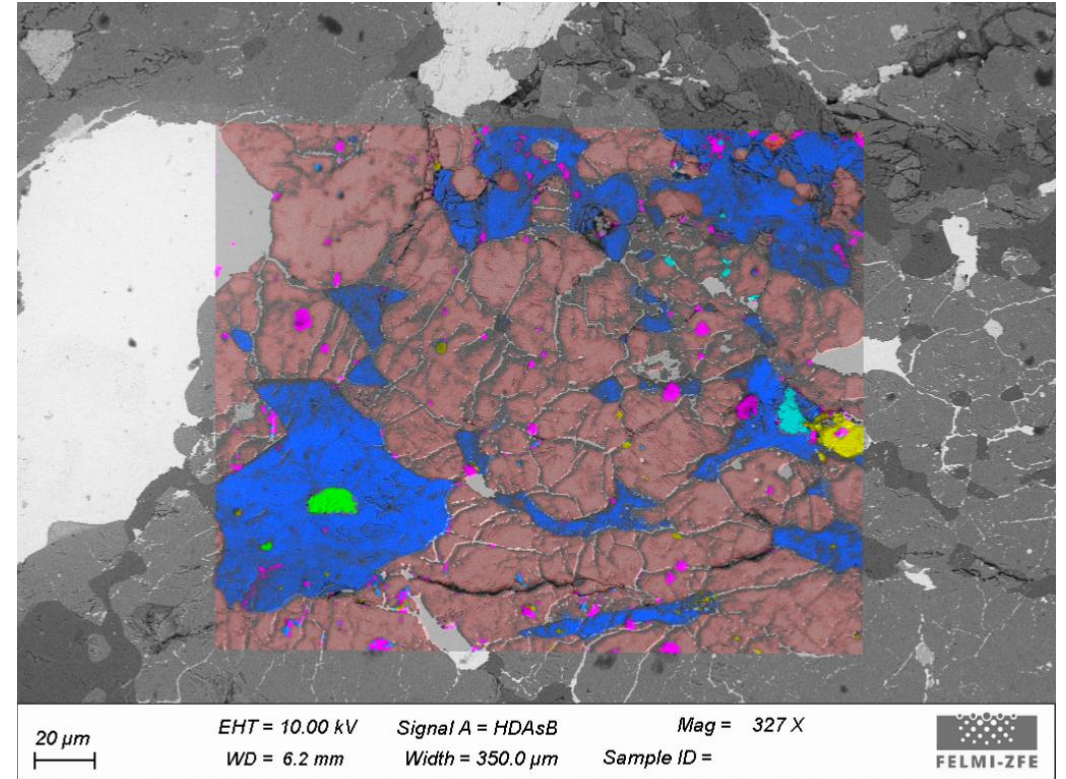 20 µm
EHT = 10.00 kV Signal A = HDAsB Mag = 327 X
WD = 6.2 mm Width = 350.0 µm Sample ID =
FELMI-ZFE